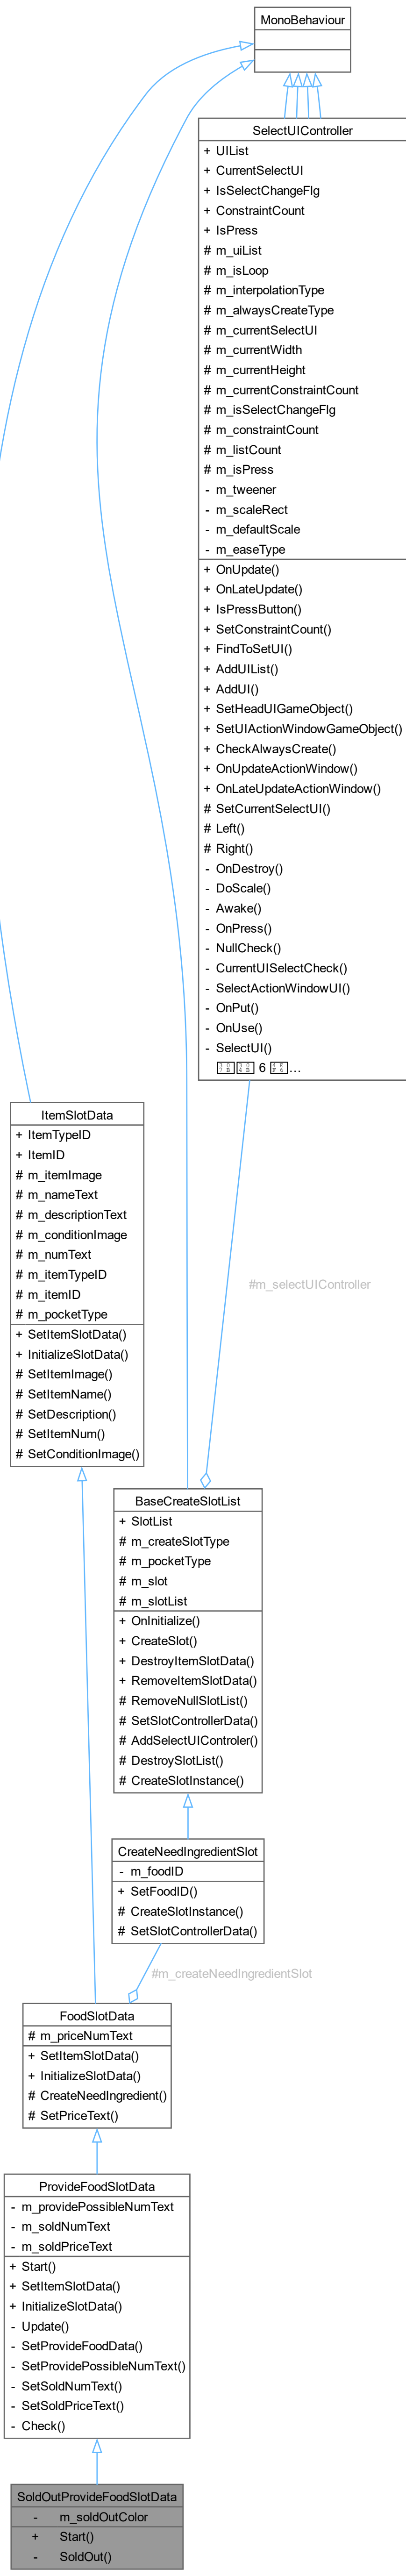 MonoBehaviour
SelectUIController
+ UIList
+ CurrentSelectUI
+ IsSelectChangeFlg
+ ConstraintCount
+ IsPress
# m_uiList
# m_isLoop
# m_interpolationType
# m_alwaysCreateType
# m_currentSelectUI
# m_currentWidth
# m_currentHeight
# m_currentConstraintCount
# m_isSelectChangeFlg
# m_constraintCount
# m_listCount
# m_isPress
- m_tweener
- m_scaleRect
- m_defaultScale
- m_easeType
+ OnUpdate()
+ OnLateUpdate()
+ IsPressButton()
+ SetConstraintCount()
+ FindToSetUI()
+ AddUIList()
+ AddUI()
+ SetHeadUIGameObject()
+ SetUIActionWindowGameObject()
+ CheckAlwaysCreate()
+ OnUpdateActionWindow()
+ OnLateUpdateActionWindow()
# SetCurrentSelectUI()
# Left()
# Right()
- OnDestroy()
- DoScale()
- Awake()
- OnPress()
- NullCheck()
- CurrentUISelectCheck()
- SelectActionWindowUI()
- OnPut()
- OnUse()
- SelectUI()
6 ...
ItemSlotData
+ ItemTypeID
+ ItemID
# m_itemImage
# m_nameText
# m_descriptionText
# m_conditionImage
# m_numText
# m_itemTypeID
# m_itemID
# m_pocketType
+ SetItemSlotData()
+ InitializeSlotData()
# SetItemImage()
# SetItemName()
# SetDescription()
# SetItemNum()
# SetConditionImage()
#m_selectUIController
BaseCreateSlotList
+ SlotList
# m_createSlotType
# m_pocketType
# m_slot
# m_slotList
+ OnInitialize()
+ CreateSlot()
+ DestroyItemSlotData()
+ RemoveItemSlotData()
# RemoveNullSlotList()
# SetSlotControllerData()
# AddSelectUIControler()
# DestroySlotList()
# CreateSlotInstance()
CreateNeedIngredientSlot
- m_foodID
+ SetFoodID()
# CreateSlotInstance()
# SetSlotControllerData()
#m_createNeedIngredientSlot
FoodSlotData
# m_priceNumText
+ SetItemSlotData()
+ InitializeSlotData()
# CreateNeedIngredient()
# SetPriceText()
ProvideFoodSlotData
- m_providePossibleNumText
- m_soldNumText
- m_soldPriceText
+ Start()
+ SetItemSlotData()
+ InitializeSlotData()
- Update()
- SetProvideFoodData()
- SetProvidePossibleNumText()
- SetSoldNumText()
- SetSoldPriceText()
- Check()
SoldOutProvideFoodSlotData
- m_soldOutColor
+ Start()
- SoldOut()